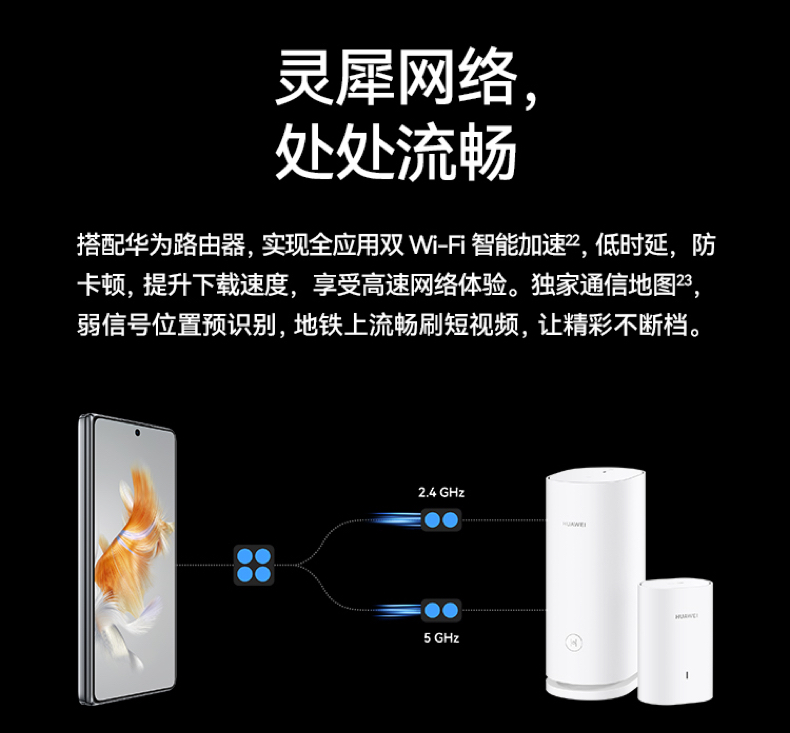 灵犀网络，
处处流畅
搭配华为路由器，实现全应用双 Wi-Fi 智能加速²²，低时延，防
卡顿，提升下载速度，享受高速网络体验。独家通信地图²³，
弱信号位置预识别，地铁上流畅刷短视频，让精彩不断档。
2.4 GHz
HUAWEI
HUAWEI
5 GHz